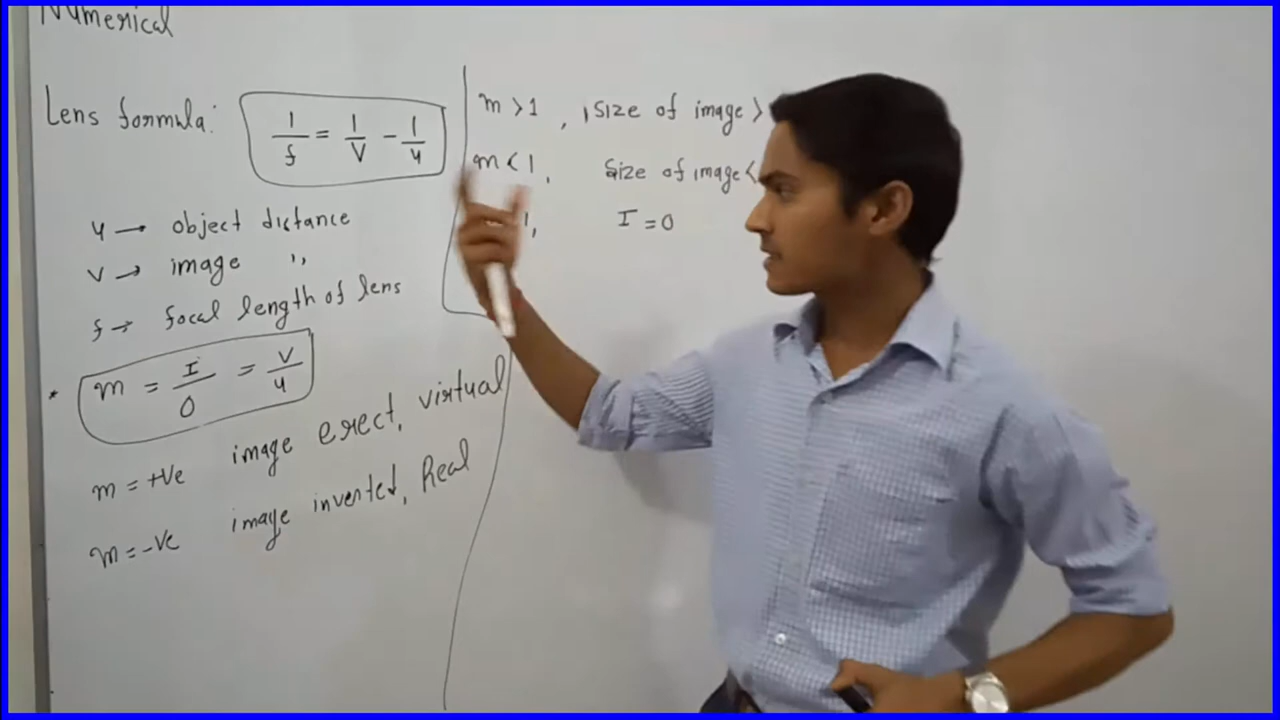 Numerical
Lens formula: 1/f = 1/v - 1/u
u → object distance
v → image ,,
f → focal length of lens
* m = I/O = v/u
m = +ve image erect, virtual
m = -ve image inverted, Real
m > 1, size of image >
m < 1, size of image <
1, I = O